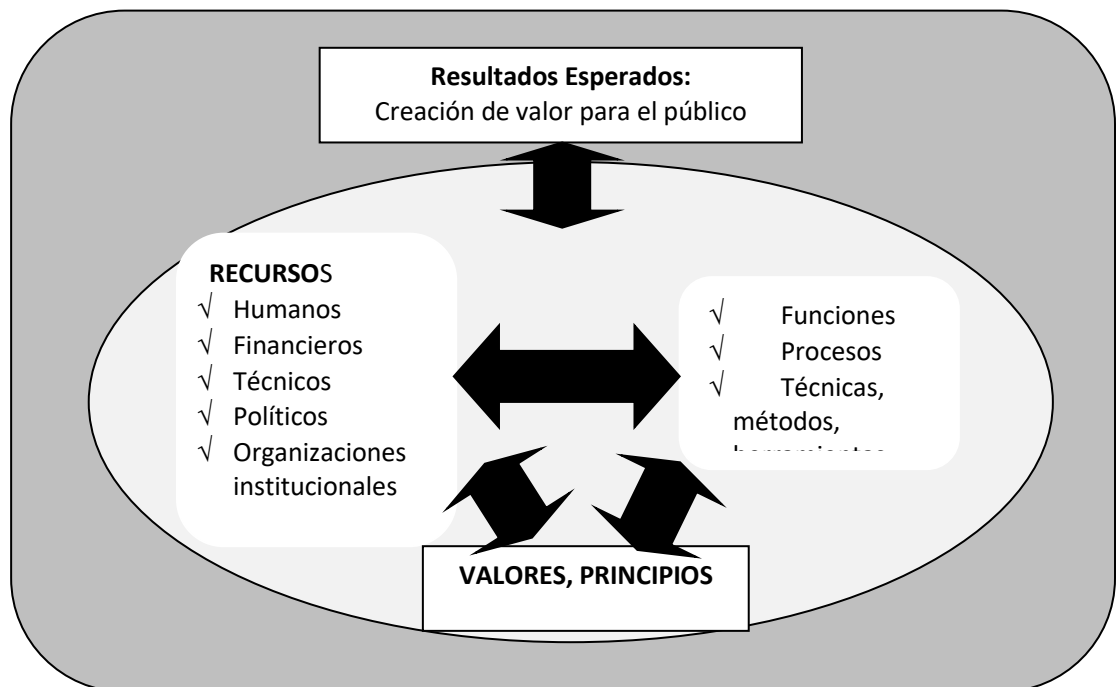 Resultados Esperados:
Creación de valor para el público
RECURSOS
√ Humanos
√ Financieros
√ Técnicos
√ Políticos
√ Organizaciones
institucionales
√ Funciones
√ Procesos
√ Técnicas,
métodos,
VALORES, PRINCIPIOS